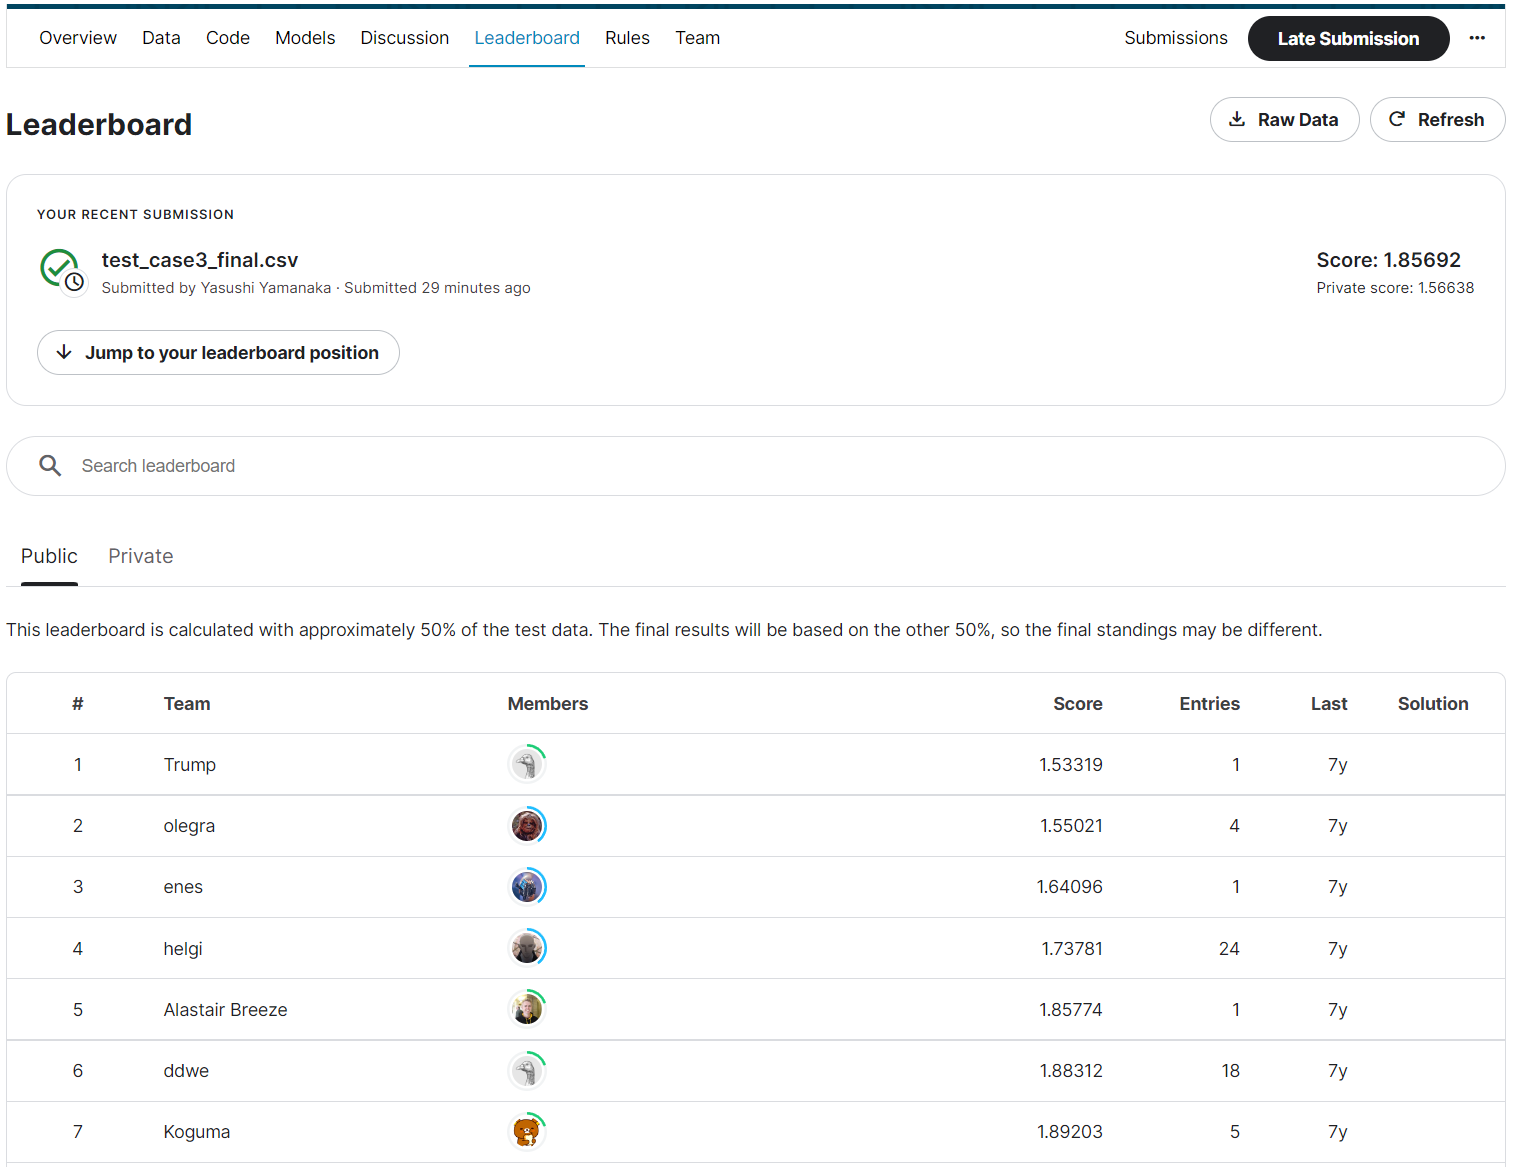 Overview Data Code Models Discussion Leaderboard Rules Team Submissions Late Submission ···
Leaderboard Raw Data Refresh
YOUR RECENT SUBMISSION
test_case3_final.csv Score: 1.85692
Submitted by Yasushi Yamanaka · Submitted 29 minutes ago Private score: 1.56638
Jump to your leaderboard position
Search leaderboard
Public Private
This leaderboard is calculated with approximately 50% of the test data. The final results will be based on the other 50%, so the final standings may be different.
# Team Members Score Entries Last Solution
1 Trump 1.53319 1 7y
2 olegra 1.55021 4 7y
3 enes 1.64096 1 7y
4 helgi 1.73781 24 7y
5 Alastair Breeze 1.85774 1 7y
6 ddwe 1.88312 18 7y
7 Koguma 1.89203 5 7y